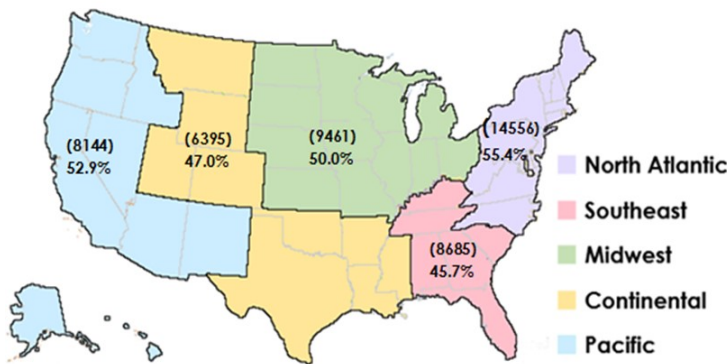 (8144)
52.9%
(6395)
47.0%
(9461)
50.0%
(14556)
55.4%
(8685)
45.7%
North Atlantic
Southeast
Midwest
Continental
Pacific